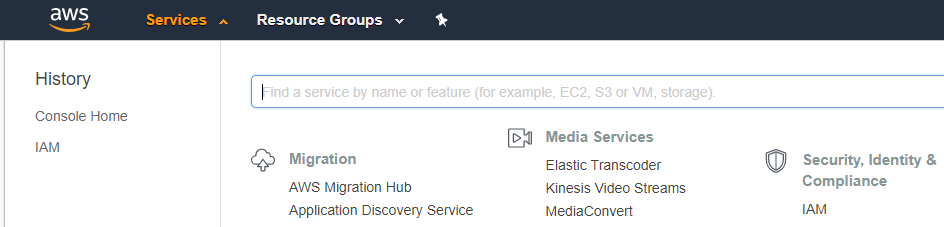 aws
Services
Resource Groups
History
Console Home
IAM
Find a service by name or feature (for example, EC2, S3 or VM, storage).
Migration
AWS Migration Hub
Application Discovery Service
Media Services
Elastic Transcoder
Kinesis Video Streams
MediaConvert
Security, Identity &
Compliance
IAM